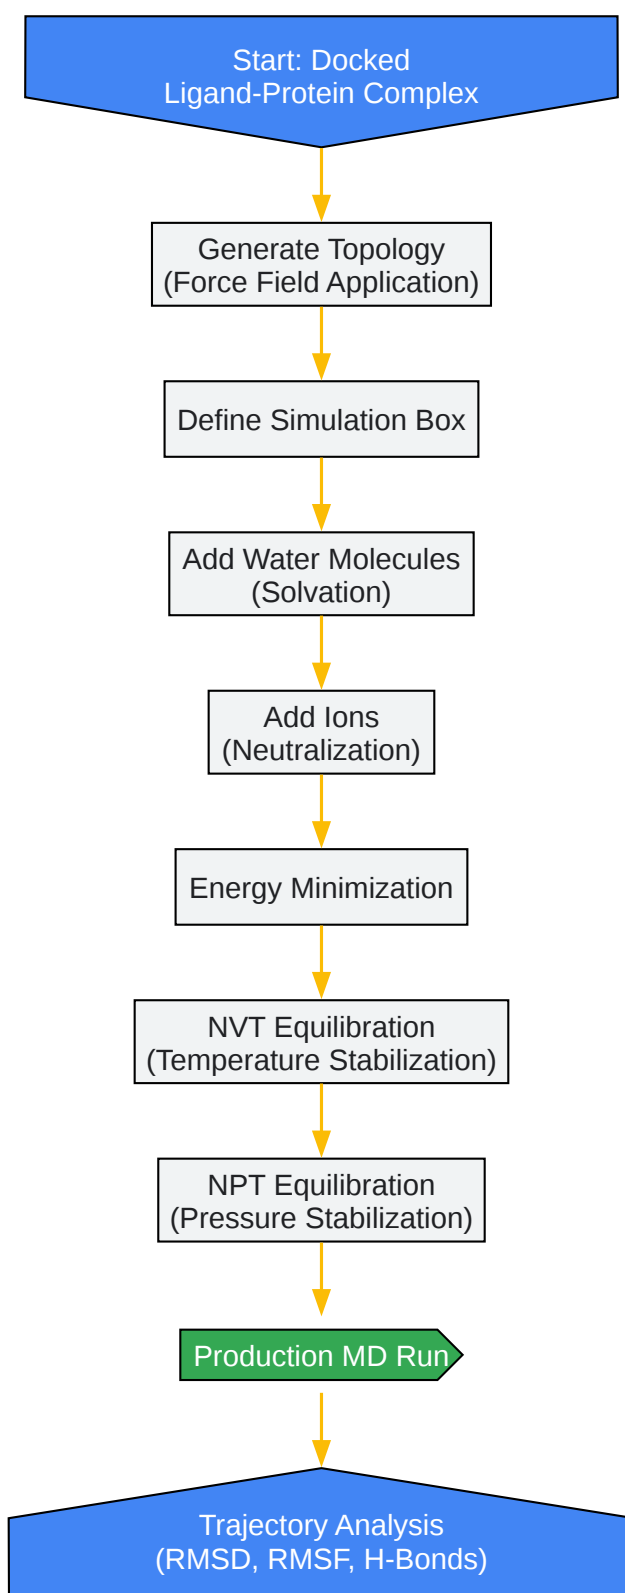 Start: Docked
Ligand-Protein Complex
Generate Topology
(Force Field Application)
Define Simulation Box
Add Water Molecules
(Solvation)
Add Ions
(Neutralization)
Energy Minimization
NVT Equilibration
(Temperature Stabilization)
NPT Equilibration
(Pressure Stabilization)
Production MD Run
Trajectory Analysis
(RMSD, RMSF, H-Bonds)